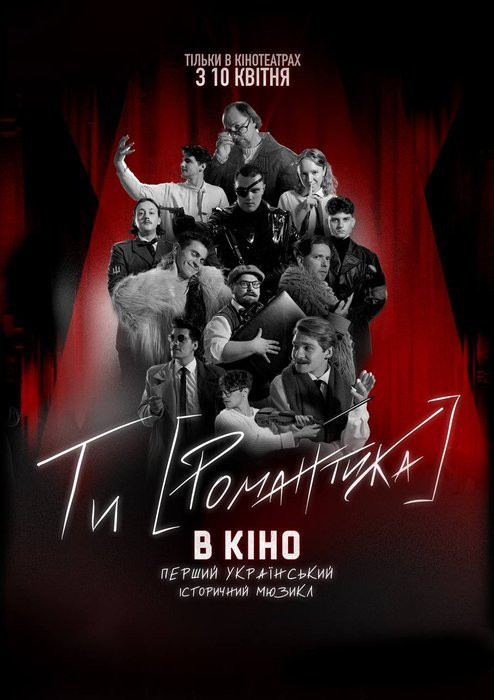 ТІЛЬКИ В КІНОТЕАТРАХ
З 10 КВІТНЯ
Ти [Романтика]
В КІНО
ПЕРШИЙ УКРАЇНСЬКИЙ
ІСТОРИЧНИЙ МЮЗИКЛ